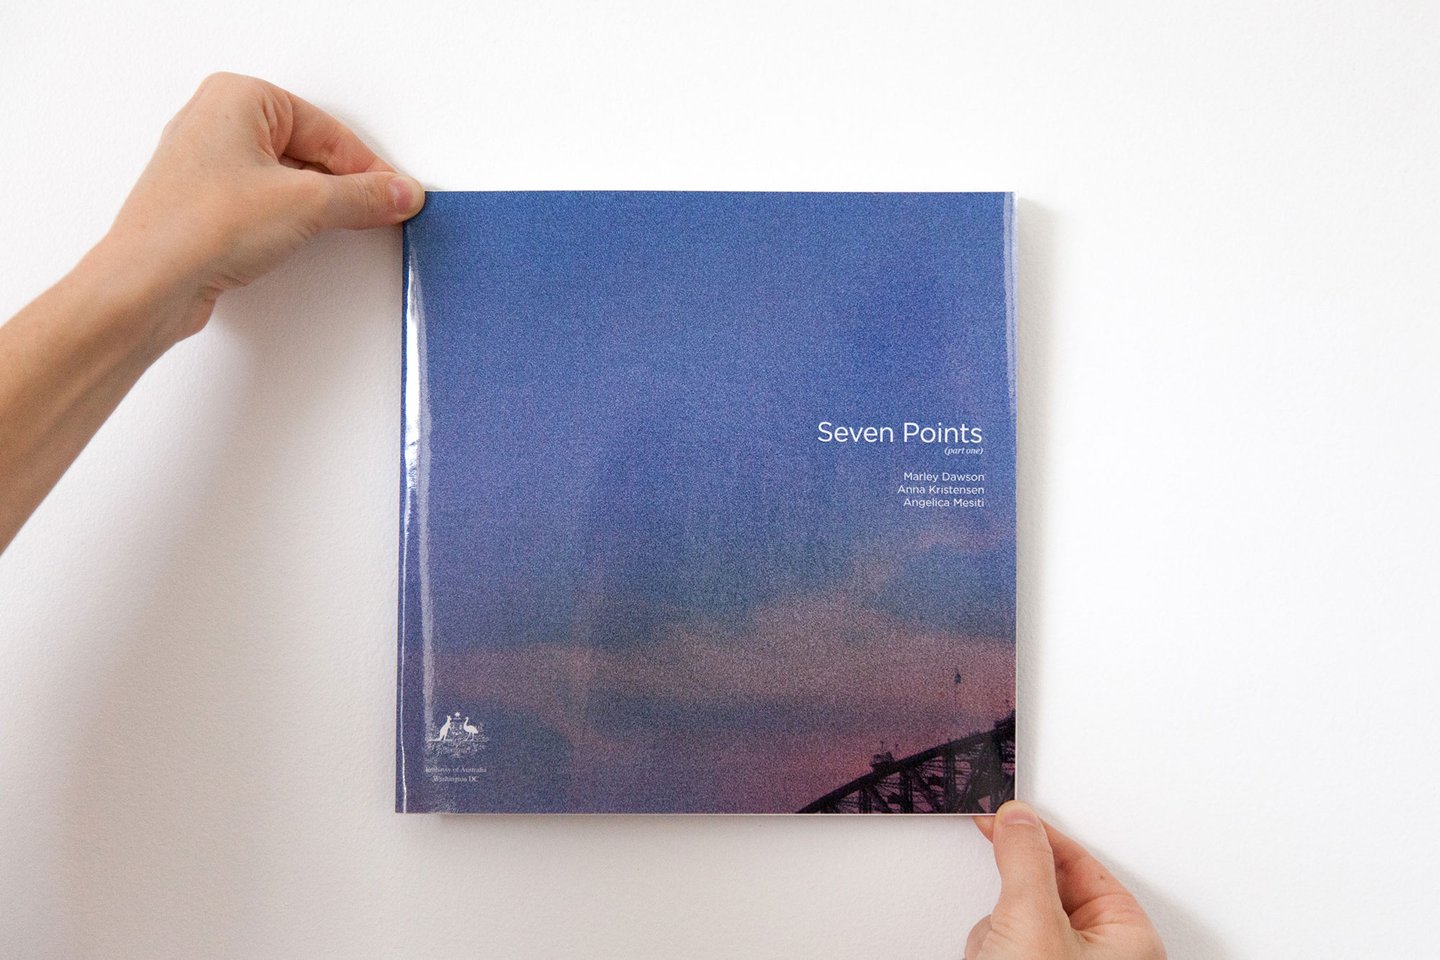 Seven Points
(part one)
Marley Dawson
Anna Kristensen
Angelica Mesiti
Embassy of Australia
Washington DC